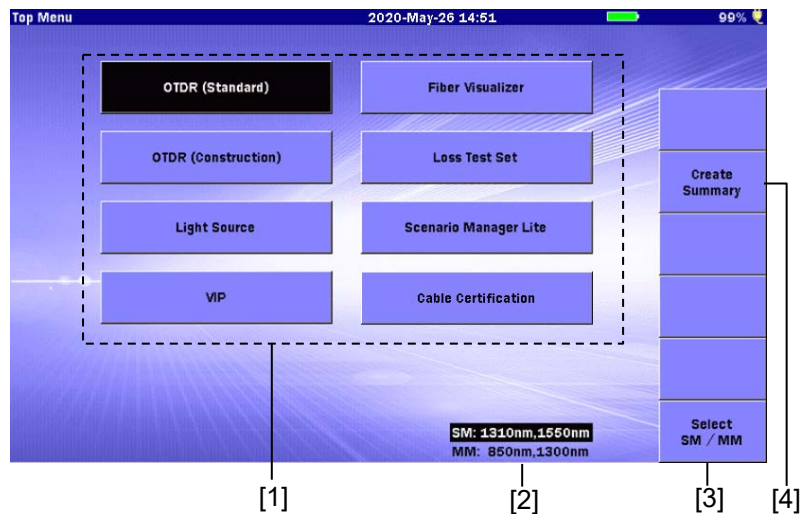 Top Menu 2020-May-26 14:51 99%
OTDR (Standard) Fiber Visualizer
OTDR (Construction) Loss Test Set
Create
Summary
Light Source Scenario Manager Lite
VIP Cable Certification
Select
SM / MM
SM: 1310nm,1550nm
MM: 850nm,1300nm
[1] [2] [3] [4]